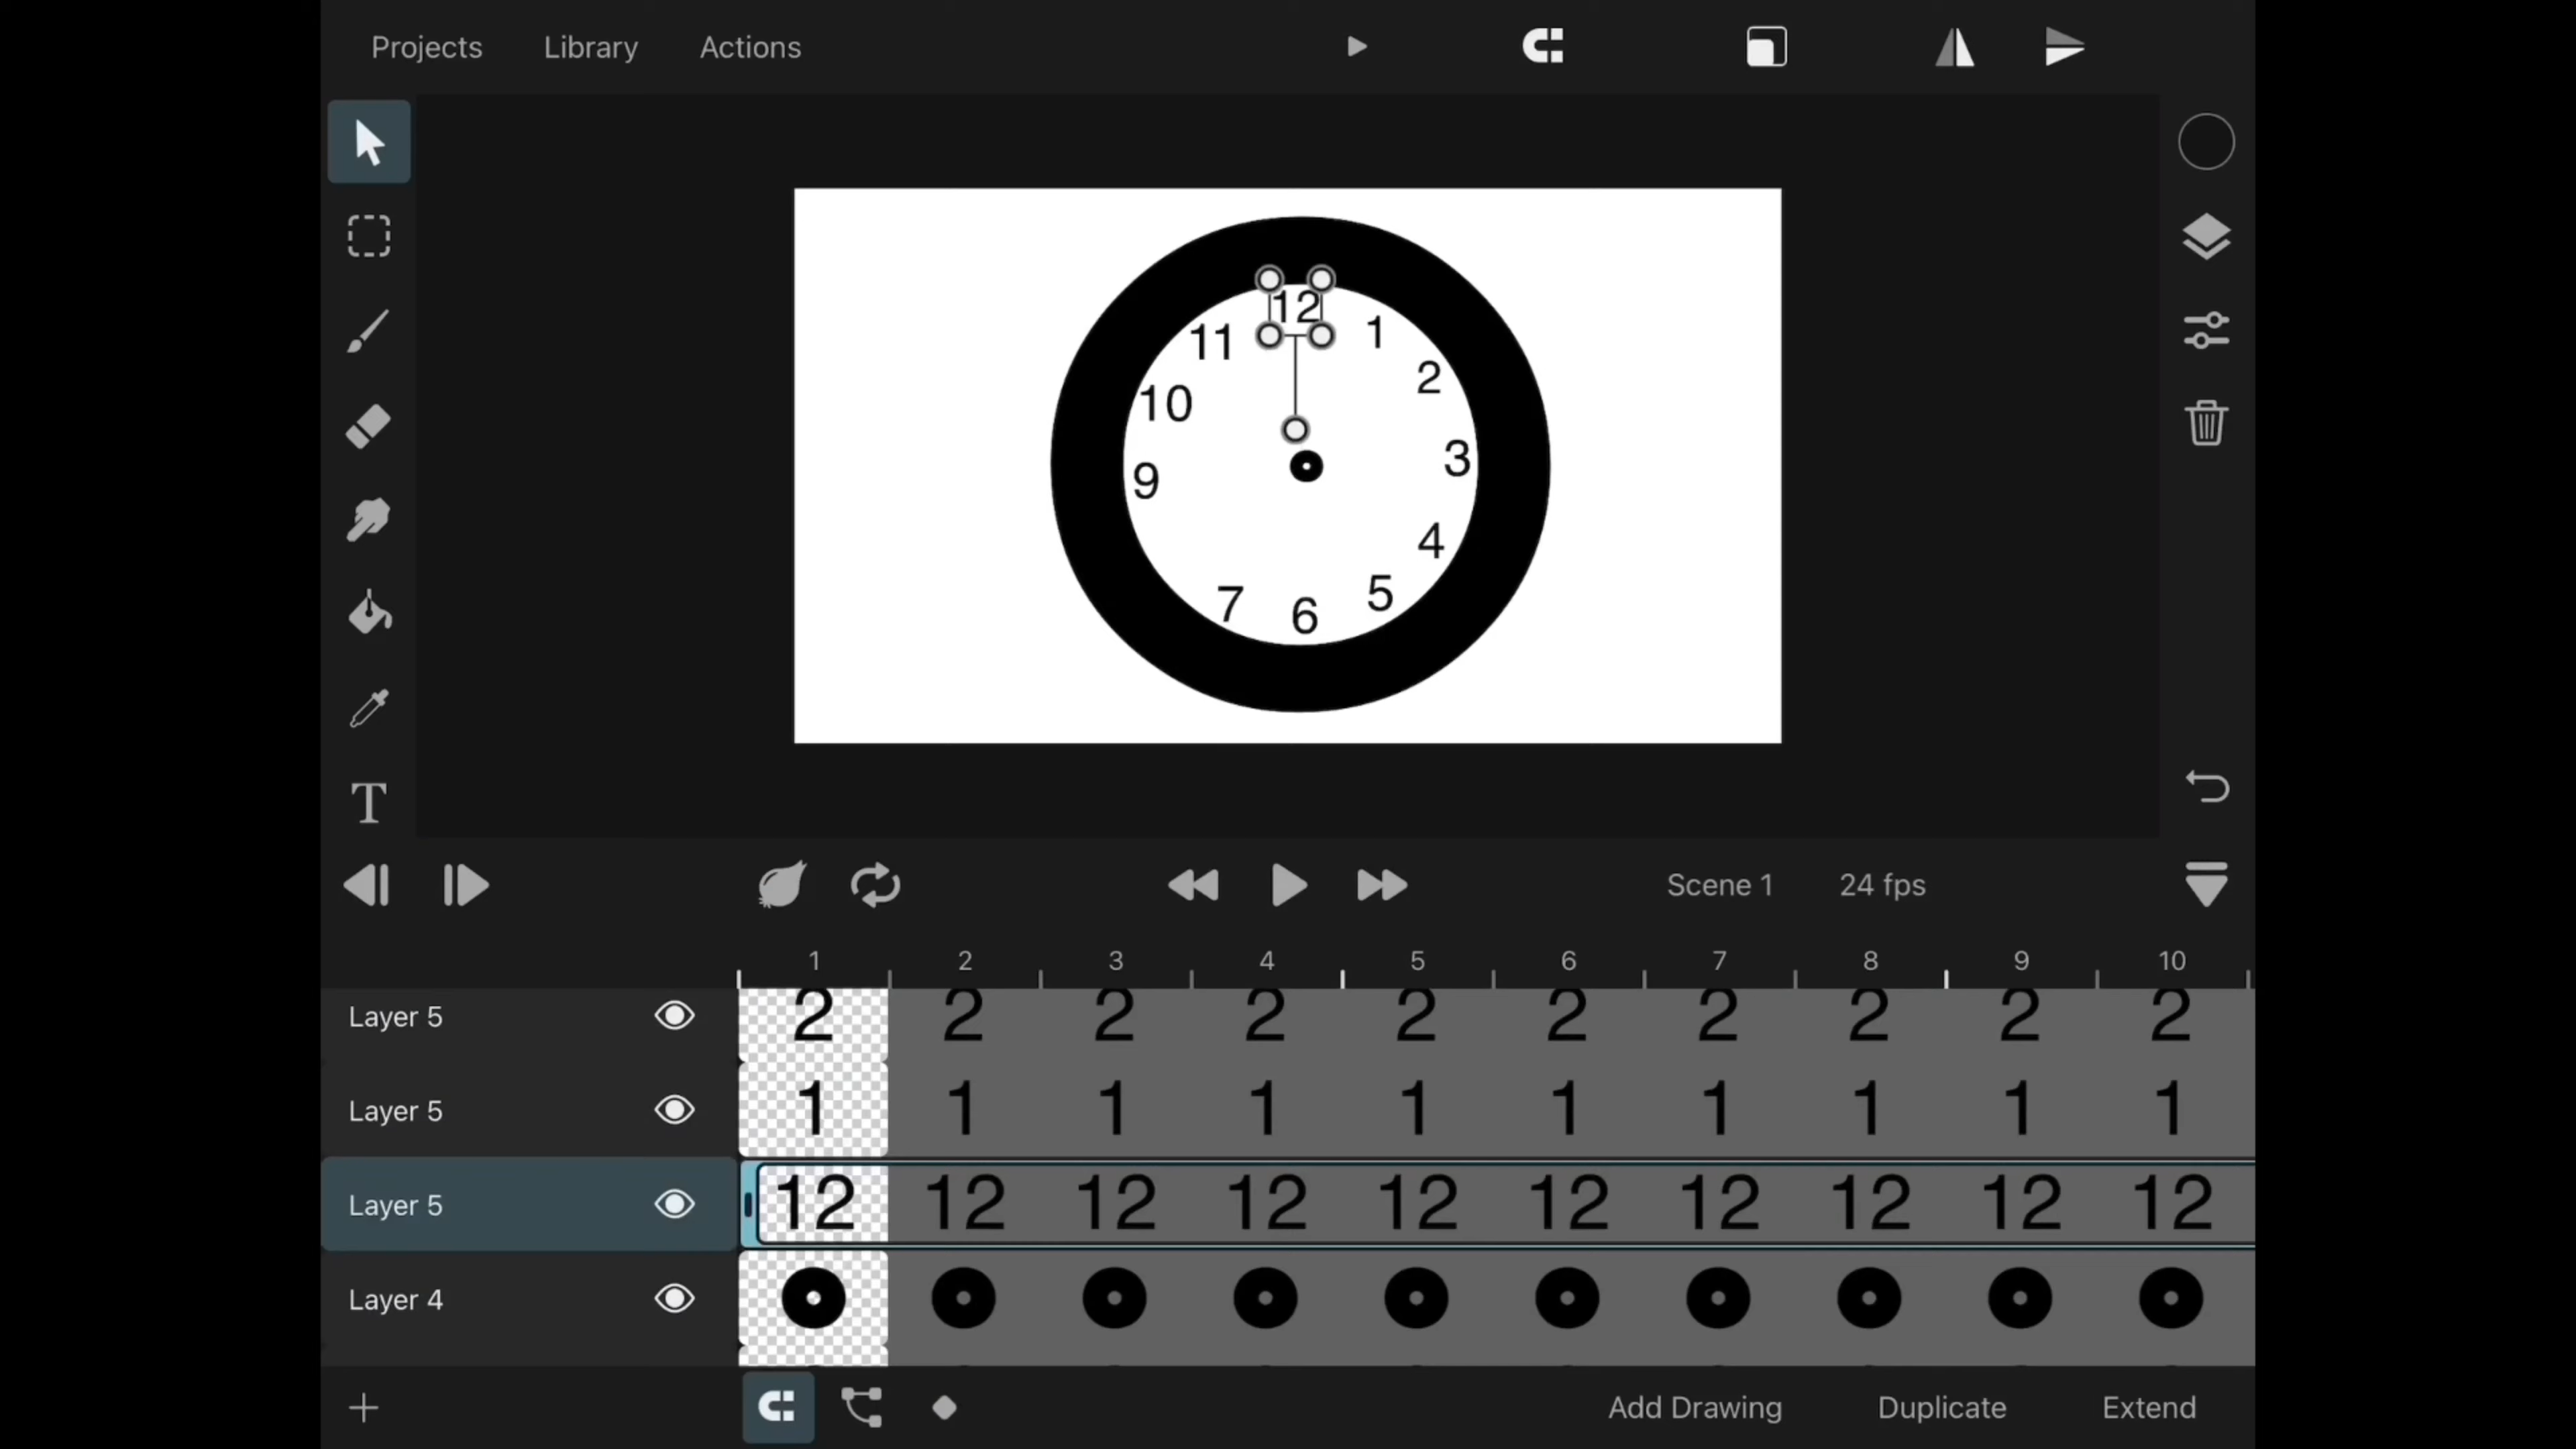 Projects Library Actions
12
11 1
10 2
9 3
4
7 6 5
T
Scene 1 24 fps
1 2 3 4 5 6 7 8 9 10
Layer 5 2 2 2 2 2 2 2 2 2 2
Layer 5 1 1 1 1 1 1 1 1 1 1
Layer 5 12 12 12 12 12 12 12 12 12 12
Layer 4
Add Drawing Duplicate Extend